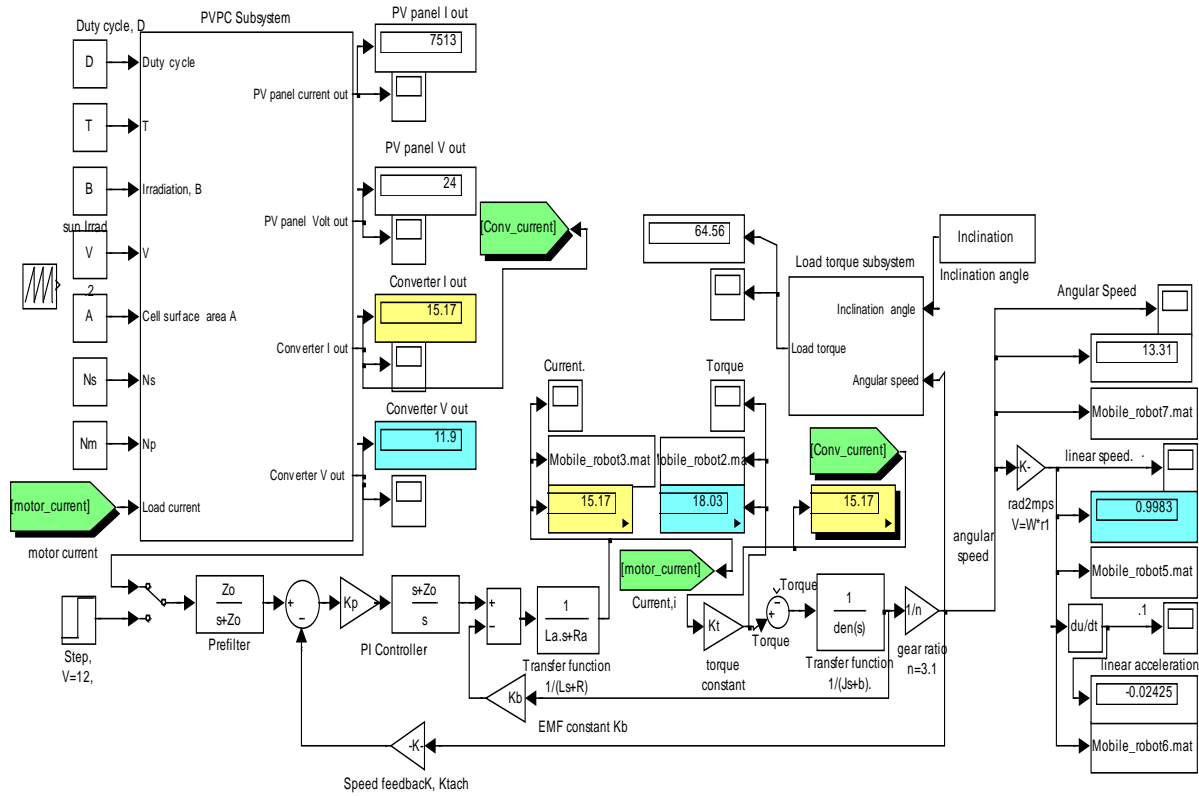 Duty cycle, D
PVPC Subsystem
PV panel I out
D
Duty cycle
7513
PV panel current out
T
T
PV panel V out
B
Irradiation, B
24
sun Irrad
PV panel Volt out
[Conv_current]
V
V
2
64.56
Inclination
Inclination angle
Load torque subsystem
Converter I out
A
Cell surface area A
15.17
Inclination angle
Angular Speed
13.31
Converter I out
Load torque
Current.
Torque
Ns
Ns
Angular speed
Converter V out
Mobile_robot7.mat
11.9
Nm
Np
Mobile_robot3.mat
Mobile_robot2.ma
[Conv_current]
-K-
linear speed.
Converter V out
15.17
18.03
15.17
rad2mps
V=W*r1
0.9983
[motor_current]
Load current
motor current
angular
speed
[motor_current]
Current,i
Mobile_robot5.mat
Zo
s+Zo
Prefilter
+
−
Kp
s+Zo
s
PI Controller
+
−
1
La.s+Ra
Transfer function
1/(Ls+R)
Kt
torque
constant
Torque
−
+
Torque
1
den(s)
Transfer function
1/(Js+b).
1/n
gear ratio
n=3.1
du/dt
.1
linear acceleration
Step,
V=12,
Kb
EMF constant Kb
-0.02425
-K-
Mobile_robot6.mat
Speed feedbacK, Ktach